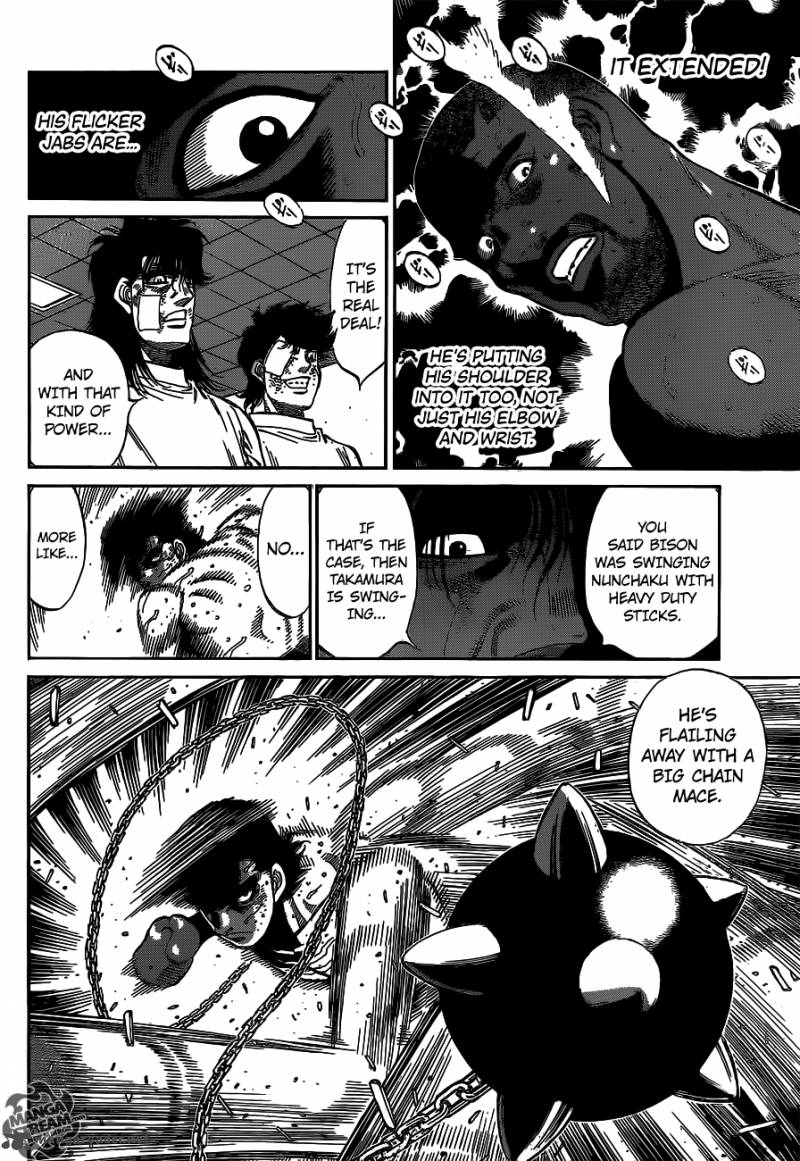 IT EXTENDED!
HE'S PUTTING
HIS SHOULDER
INTO IT TOO, NOT
JUST HIS ELBOW
AND WRIST.
HIS FLICKER
JABS ARE...
IT'S
THE
REAL
DEAL!
AND
WITH THAT
KIND OF
POWER...
YOU
SAID BISON
WAS SWINGING
NUNCHAKU WITH
HEAVY DUTY
STICKS.
IF
THAT'S THE
CASE, THEN
TAKAMURA
IS SWING-
ING...
NO...
MORE
LIKE...
HE'S
FLAILING
AWAY WITH A
BIG CHAIN
MACE.
MANGA
STREAM